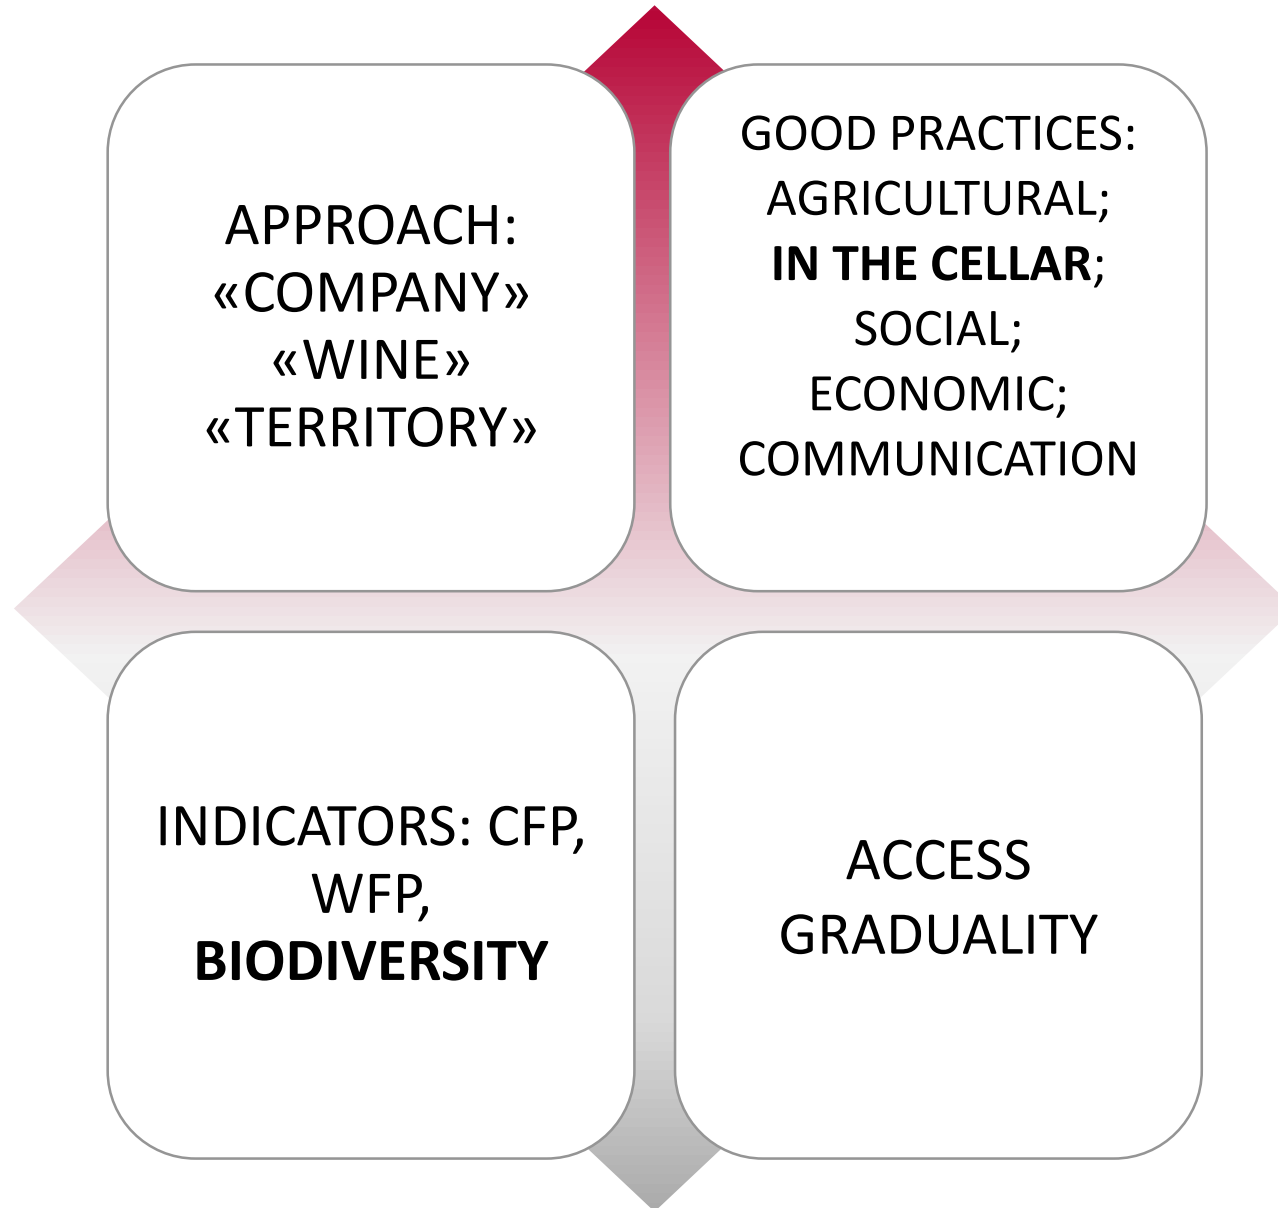 APPROACH:
«COMPANY»
«WINE»
«TERRITORY»
GOOD PRACTICES:
AGRICULTURAL;
IN THE CELLAR;
SOCIAL;
ECONOMIC;
COMMUNICATION
INDICATORS: CFP,
WFP,
BIODIVERSITY
ACCESS
GRADUALITY